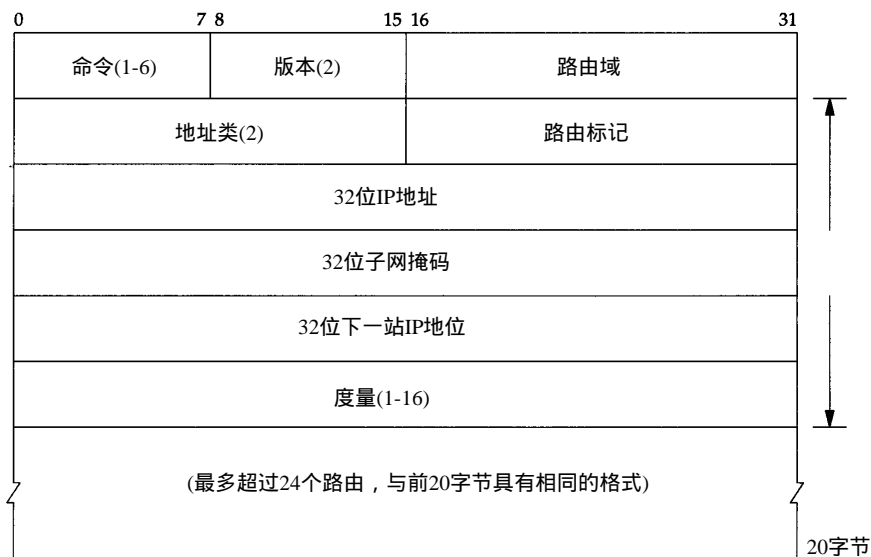 0 7 8 15 16 31
命令(1-6) 版本(2) 路由域
地址类(2) 路由标记
32位IP地址
32位子网掩码
32位下一站IP地位
度量(1-16)
(最多超过24个路由，与前20字节具有相同的格式)
20字节